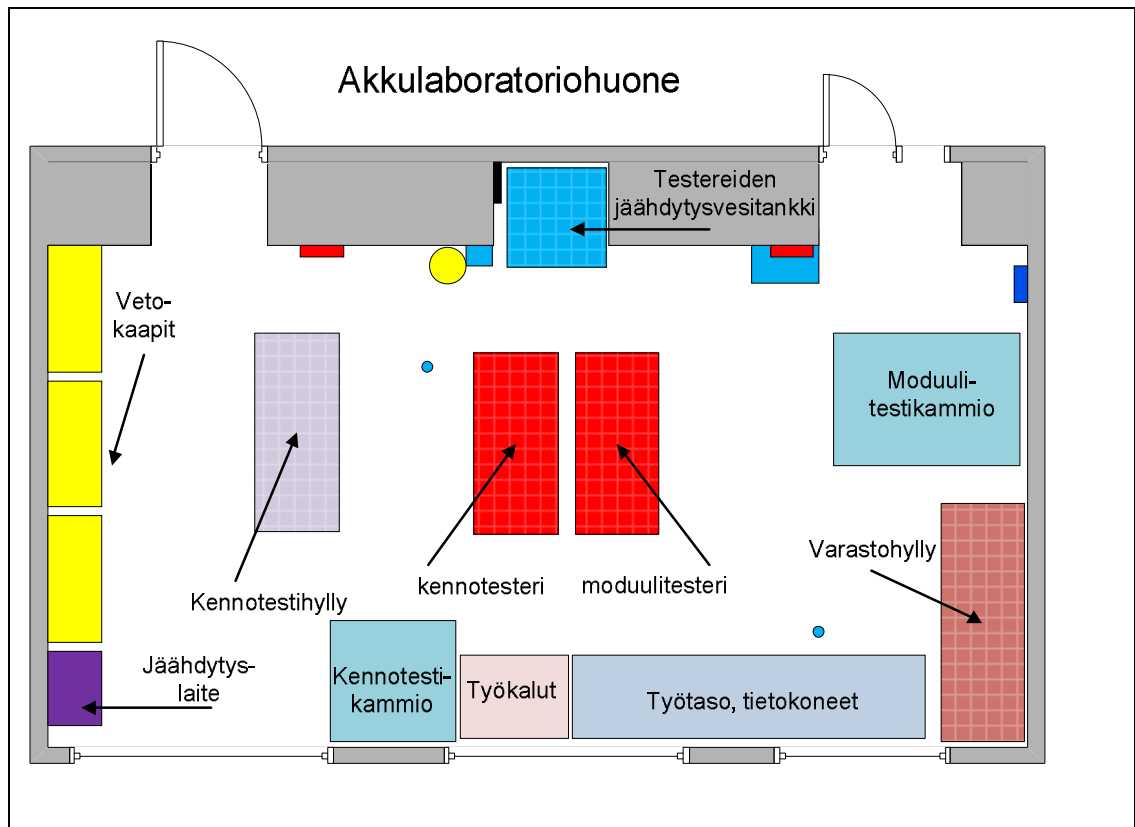 Akkulaboratoriohuone
Testereiden
jäähdytysvesitankki
Veto-
kaapit
Moduuli-
testikammio
Varastohylly
kennotesteri
moduulitesteri
Kennotestihylly
Jäähdytys-
laite
Kennotesti-
kammio
Työkalut
Työtaso, tietokoneet